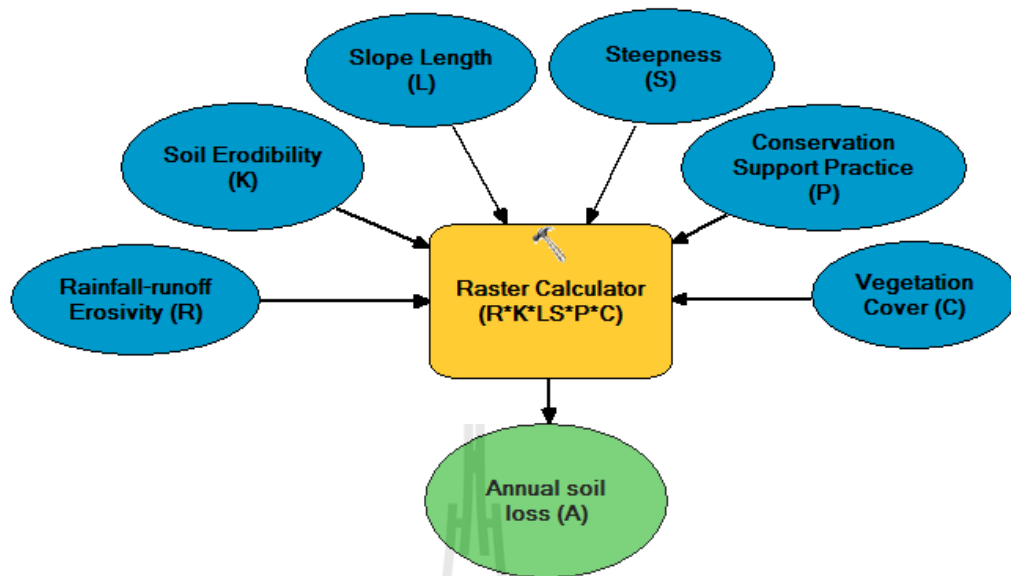 Slope Length
(L)
Steepness
(S)
Soil Erodibility
(K)
Conservation
Support Practice
(P)
Rainfall-runoff
Erosivity (R)
Raster Calculator
(R*K*LS*P*C)
Vegetation
Cover (C)
Annual soil
loss (A)